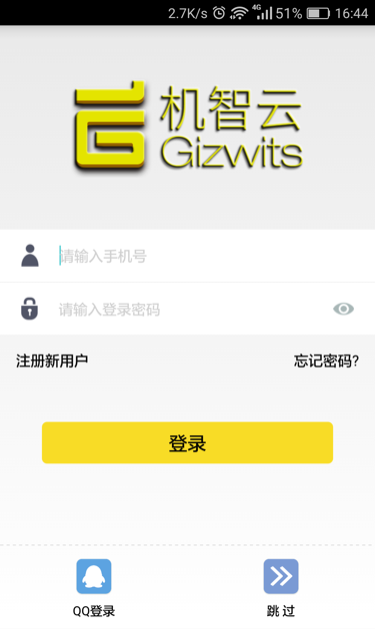 2.7K/s 4G 51% 16:44
机智云
Gizwits
请输入手机号
请输入登录密码
注册新用户 忘记密码?
登录
QQ登录 跳 过